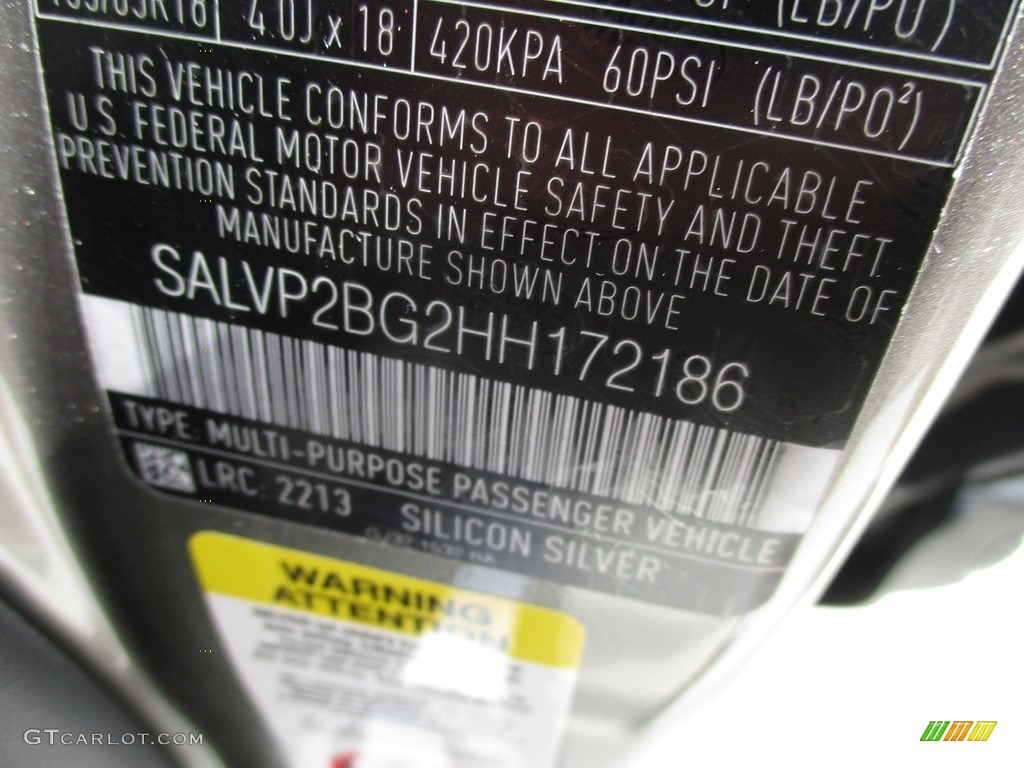 4.0J x 18 420KPA 60PSI (LB/PO²)
(LB/PO
THIS VEHICLE CONFORMS TO ALL APPLICABLE
U.S. FEDERAL MOTOR VEHICLE SAFETY AND THEFT
PREVENTION STANDARDS IN EFFECT ON THE DATE OF
MANUFACTURE SHOWN ABOVE
SALVP2BG2HH172186
TYPE: MULTI-PURPOSE PASSENGER VEHICLE
LRC: 2213 SILICON SILVER
WARNING
ATTENTION
GTCARLOT.COM